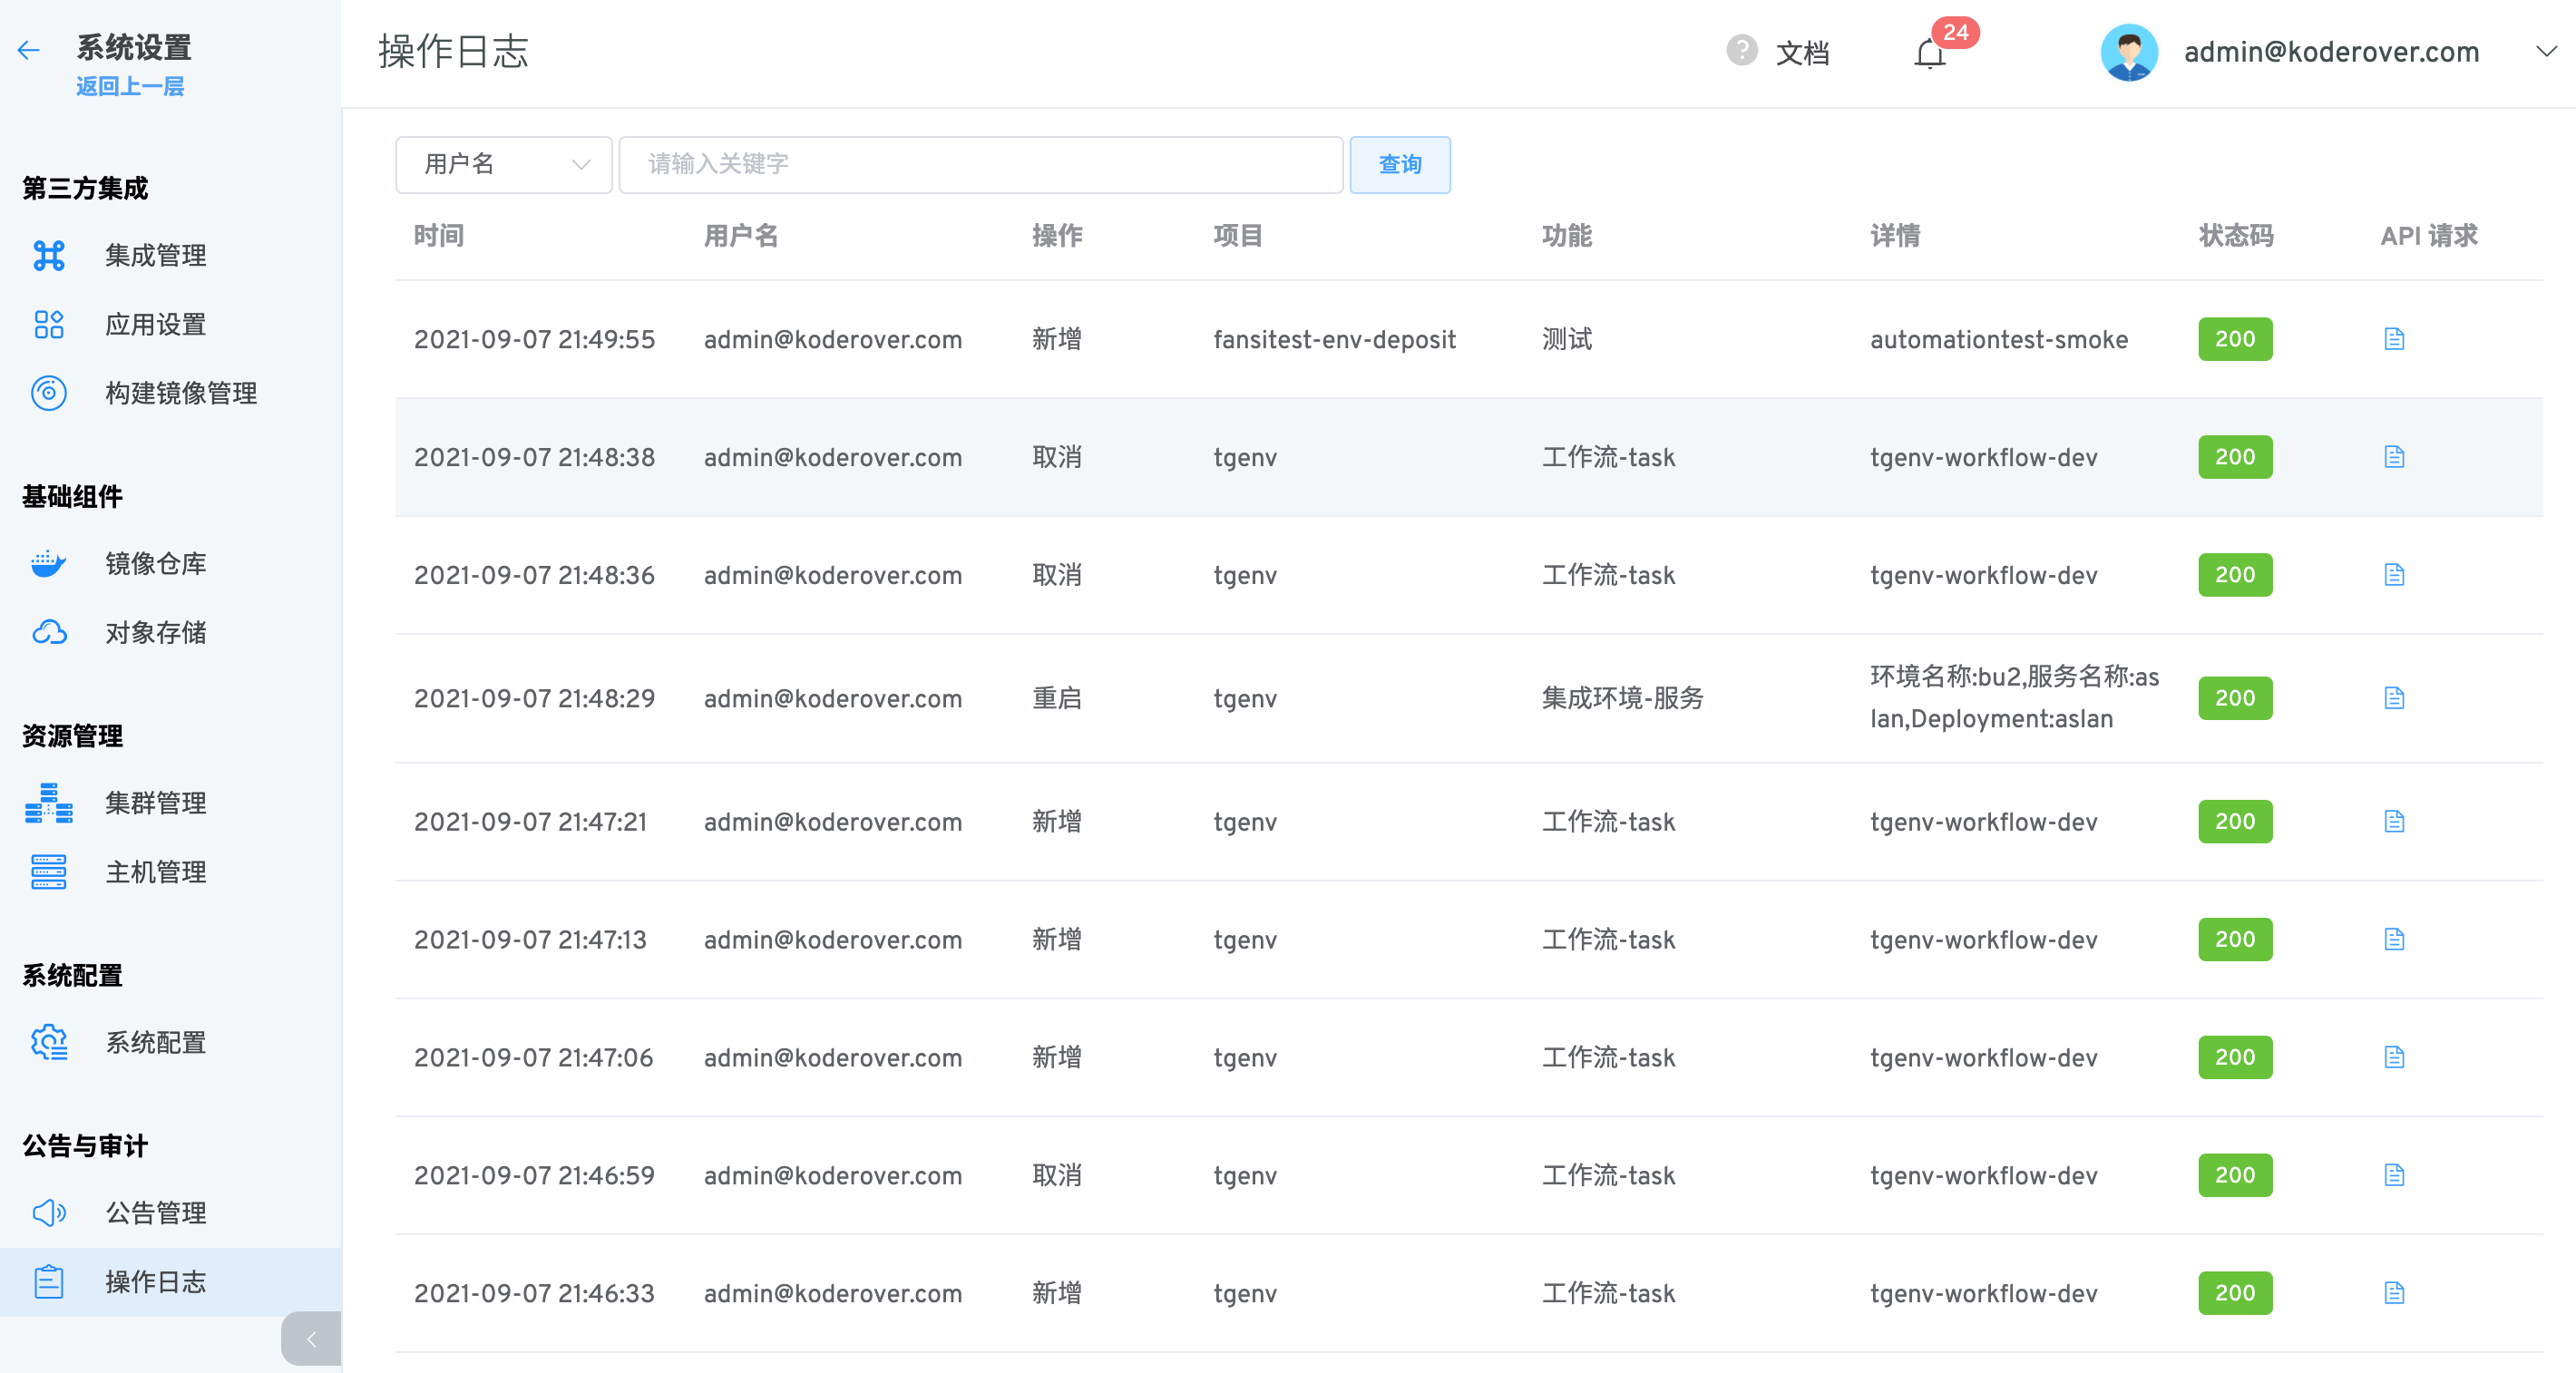 系统设置
返回上一层
第三方集成
集成管理
应用设置
构建镜像管理
基础组件
镜像仓库
对象存储
资源管理
集群管理
主机管理
系统配置
系统配置
公告与审计
公告管理
操作日志
操作日志
? 文档 24 admin@koderover.com
用户名 请输入关键字 查询
时间 用户名 操作 项目 功能 详情 状态码 API 请求
2021-09-07 21:49:55 admin@koderover.com 新增 fansitest-env-deposit 测试 automationtest-smoke 200
2021-09-07 21:48:38 admin@koderover.com 取消 tgenv 工作流-task tgenv-workflow-dev 200
2021-09-07 21:48:36 admin@koderover.com 取消 tgenv 工作流-task tgenv-workflow-dev 200
2021-09-07 21:48:29 admin@koderover.com 重启 tgenv 集成环境-服务 环境名称:bu2,服务名称:as
lan,Deployment:aslan 200
2021-09-07 21:47:21 admin@koderover.com 新增 tgenv 工作流-task tgenv-workflow-dev 200
2021-09-07 21:47:13 admin@koderover.com 新增 tgenv 工作流-task tgenv-workflow-dev 200
2021-09-07 21:47:06 admin@koderover.com 新增 tgenv 工作流-task tgenv-workflow-dev 200
2021-09-07 21:46:59 admin@koderover.com 取消 tgenv 工作流-task tgenv-workflow-dev 200
2021-09-07 21:46:33 admin@koderover.com 新增 tgenv 工作流-task tgenv-workflow-dev 200